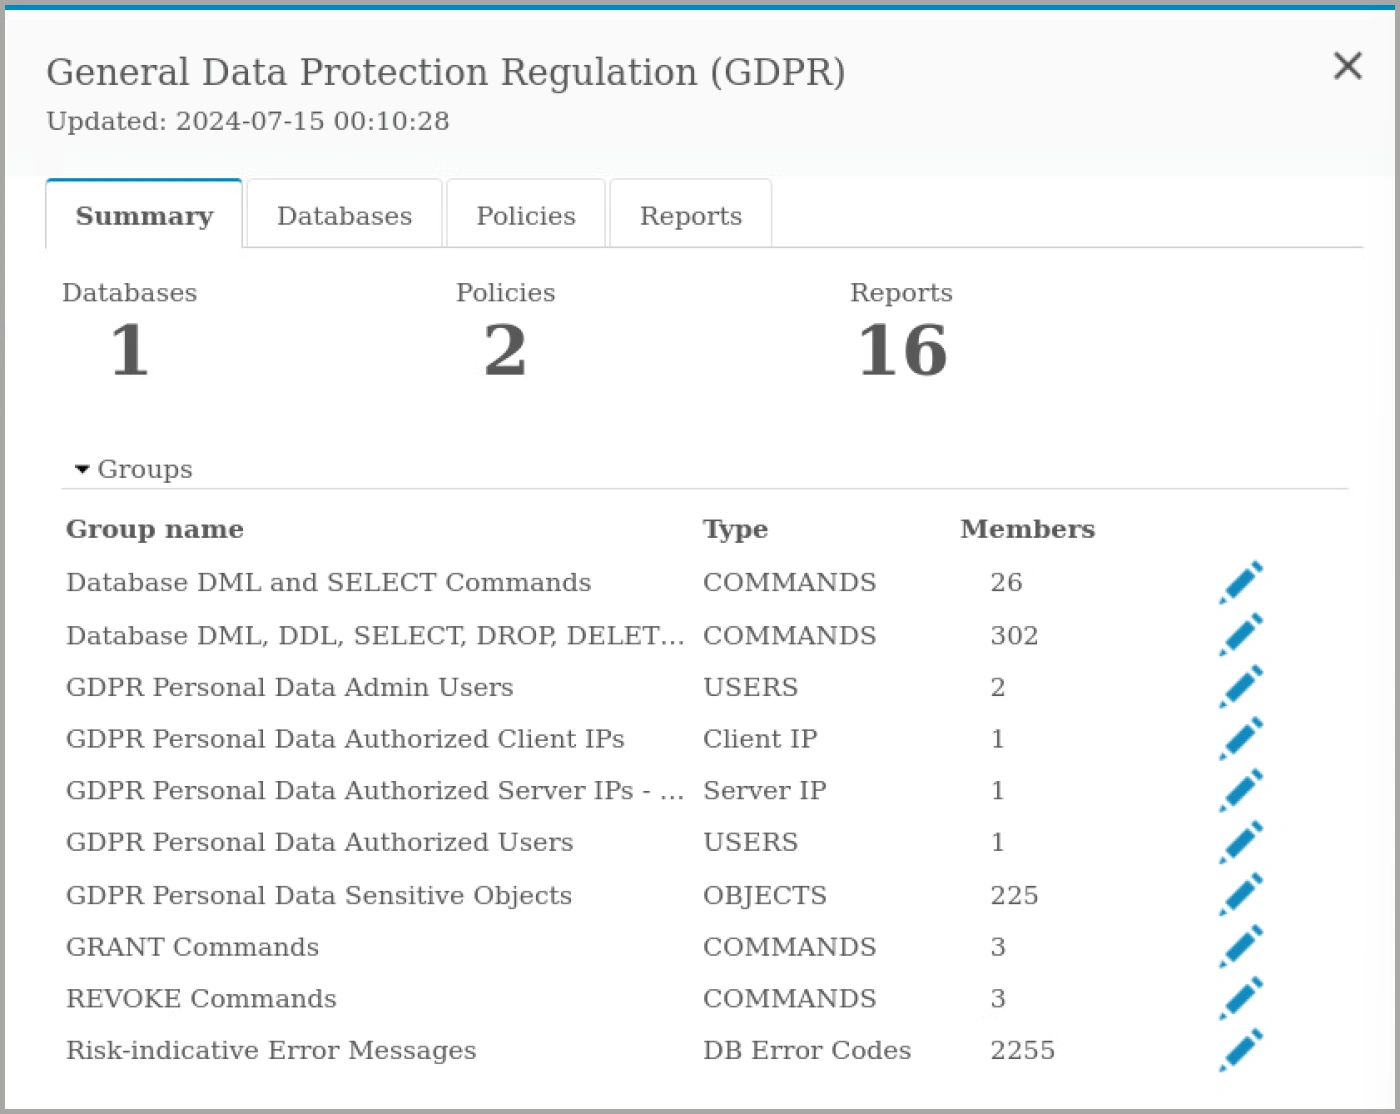 General Data Protection Regulation (GDPR)
Updated: 2024-07-15 00:10:28
Summary Databases Policies Reports
Databases Policies Reports
1 2 16
Groups
Group name Type Members
Database DML and SELECT Commands COMMANDS 26
Database DML, DDL, SELECT, DROP, DELET... COMMANDS 302
GDPR Personal Data Admin Users USERS 2
GDPR Personal Data Authorized Client IPs Client IP 1
GDPR Personal Data Authorized Server IPs - ... Server IP 1
GDPR Personal Data Authorized Users USERS 1
GDPR Personal Data Sensitive Objects OBJECTS 225
GRANT Commands COMMANDS 3
REVOKE Commands COMMANDS 3
Risk-indicative Error Messages DB Error Codes 2255